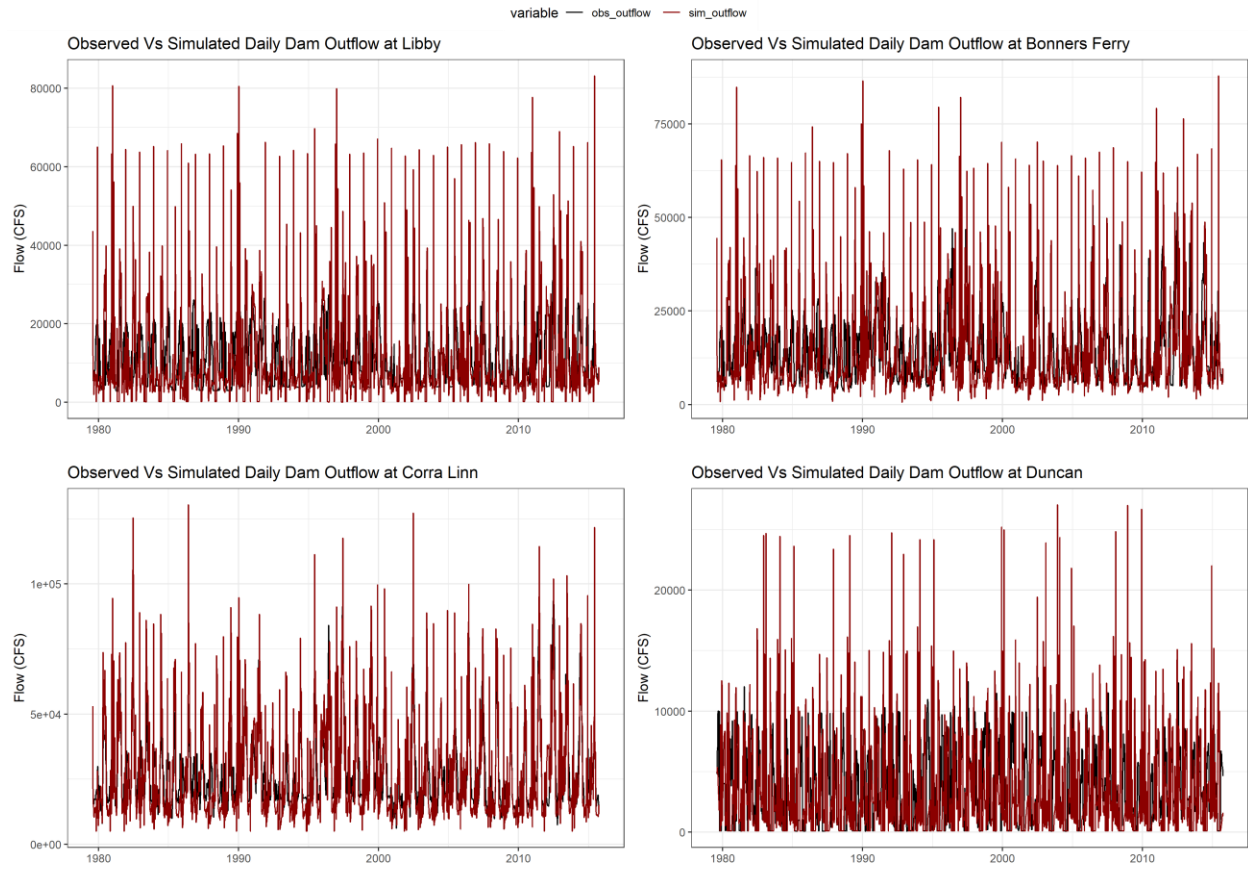 variable obs_outflow sim_outflow
Observed Vs Simulated Daily Dam Outflow at Libby
80000
60000
40000
20000
0
Flow (CFS)
1980 1990 2000 2010
Observed Vs Simulated Daily Dam Outflow at Bonners Ferry
75000
50000
25000
0
Flow (CFS)
1980 1990 2000 2010
Observed Vs Simulated Daily Dam Outflow at Corra Linn
1e+05
5e+04
0e+00
Flow (CFS)
1980 1990 2000 2010
Observed Vs Simulated Daily Dam Outflow at Duncan
20000
10000
0
Flow (CFS)
1980 1990 2000 2010